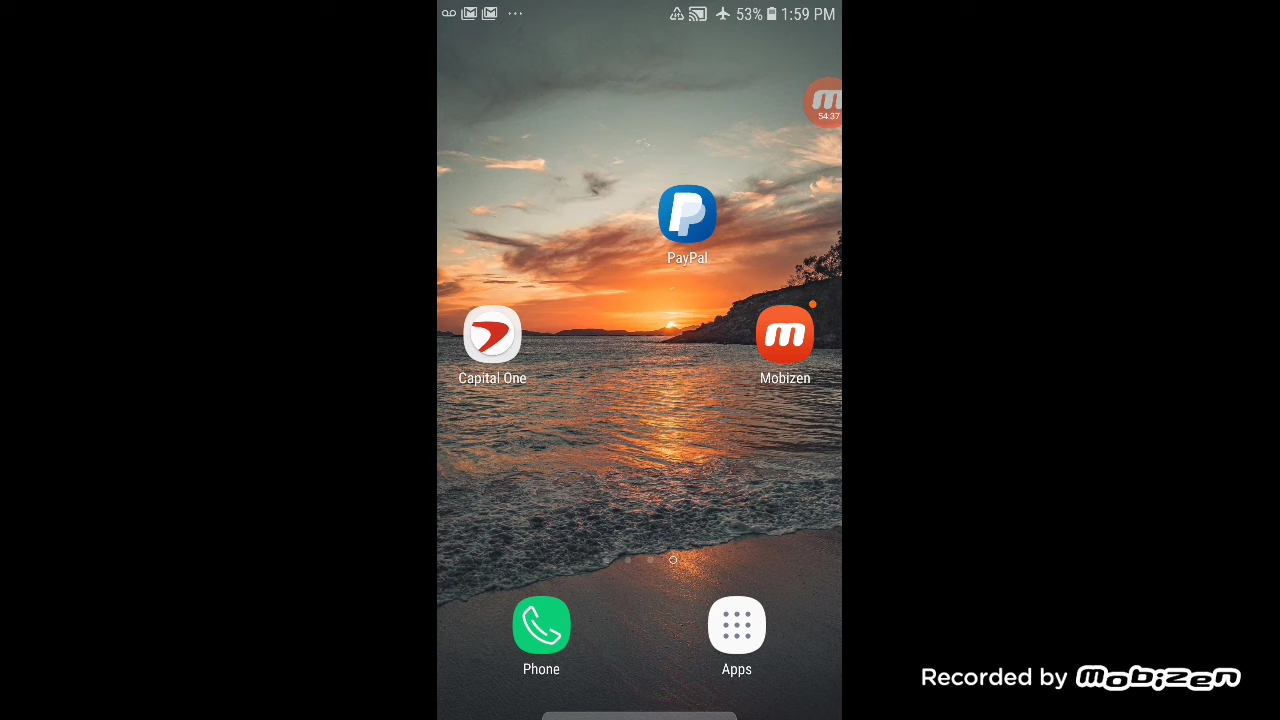 53% 1:59 PM
54:37
PayPal
Capital One
Mobizen
Phone
Apps
Recorded by mobizen